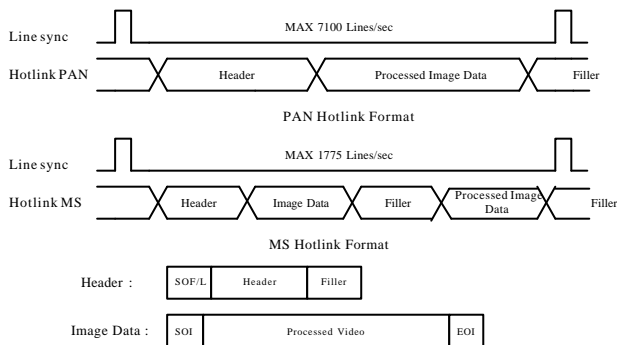 MAX 7100 Lines/sec
Line sync
Hotlink PAN Header Processed Image Data Filler
PAN Hotlink Format
MAX 1775 Lines/sec
Line sync
Hotlink MS Header Image Data Filler Processed Image Data Filler
MS Hotlink Format
Header : SOF/L Header Filler
Image Data : SOI Processed Video EOI